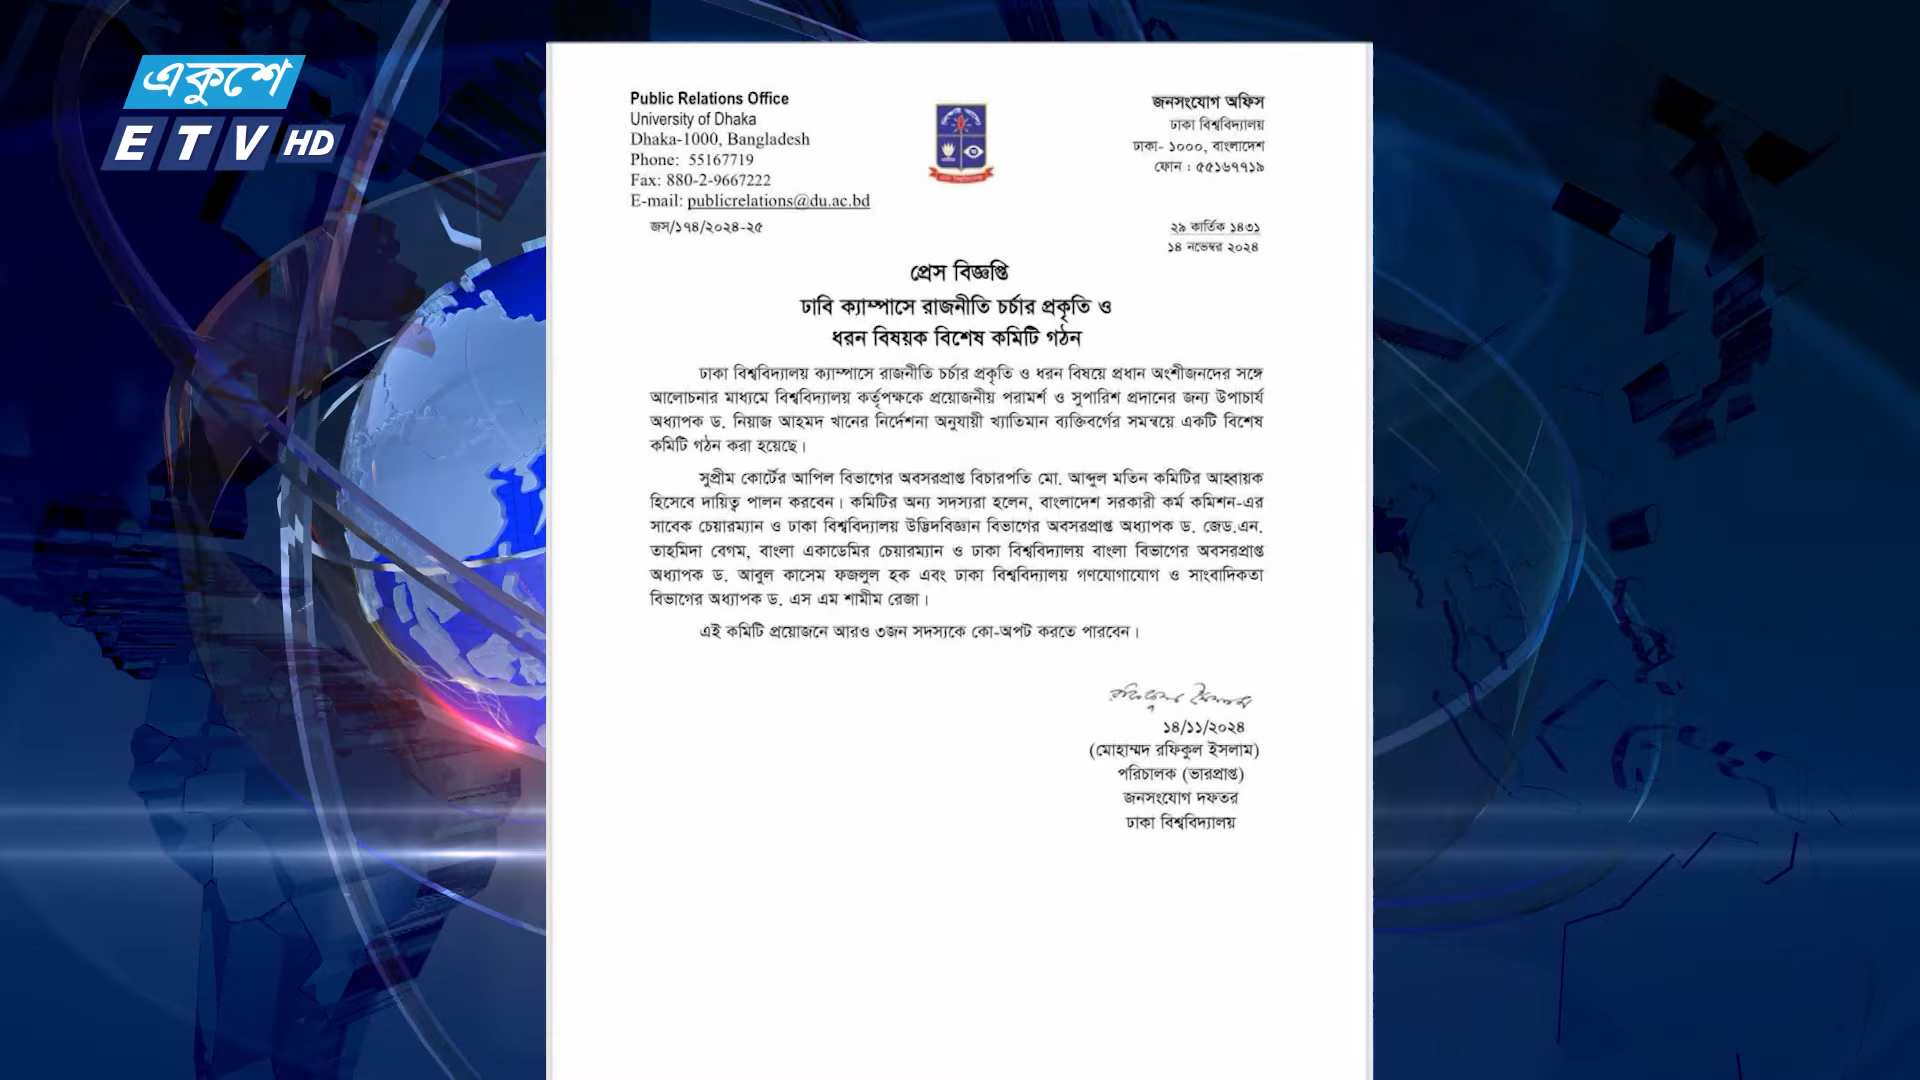 একুশে
ETV HD
Public Relations Office
University of Dhaka
Dhaka-1000, Bangladesh
Phone: 55167719
Fax: 880-2-9667222
E-mail: publicrelations@du.ac.bd
জনসংযোগ অফিস
ঢাকা বিশ্ববিদ্যালয়
ঢাকা- ১০০০, বাংলাদেশ
ফোন : ৫৫১৬৭৭১৯
জস/১৭৪/২০২৪-২৫
২৯ কার্তিক ১৪৩১
১৪ নভেম্বর ২০২৪
প্রেস বিজ্ঞপ্তি
ঢাবি ক্যাম্পাসে রাজনীতি চর্চার প্রকৃতি ও
ধরন বিষয়ক বিশেষ কমিটি গঠন
ঢাকা বিশ্ববিদ্যালয় ক্যাম্পাসে রাজনীতি চর্চার প্রকৃতি ও ধরন বিষয়ে প্রধান অংশীজনদের সঙ্গে
আলোচনার মাধ্যমে বিশ্ববিদ্যালয় কর্তৃপক্ষকে প্রয়োজনীয় পরামর্শ ও সুপারিশ প্রদানের জন্য উপাচার্য
অধ্যাপক ড. নিয়াজ আহমদ খানের নির্দেশনা অনুযায়ী খ্যাতিমান ব্যক্তিবর্গের সমন্বয়ে একটি বিশেষ
কমিটি গঠন করা হয়েছে।
সুপ্রীম কোর্টের আপিল বিভাগের অবসরপ্রাপ্ত বিচারপতি মো. আব্দুল মতিন কমিটির আহ্বায়ক
হিসেবে দায়িত্ব পালন করবেন। কমিটির অন্য সদস্যরা হলেন, বাংলাদেশ সরকারী কর্ম কমিশন-এর
সাবেক চেয়ারম্যান ও ঢাকা বিশ্ববিদ্যালয় উদ্ভিদবিজ্ঞান বিভাগের অবসরপ্রাপ্ত অধ্যাপক ড. জেড.এন.
তাহমিদা বেগম, বাংলা একাডেমির চেয়ারম্যান ও ঢাকা বিশ্ববিদ্যালয় বাংলা বিভাগের অবসরপ্রাপ্ত
অধ্যাপক ড. আবুল কাসেম ফজলুল হক এবং ঢাকা বিশ্ববিদ্যালয় গণযোগাযোগ ও সাংবাদিকতা
বিভাগের অধ্যাপক ড. এস এম শামীম রেজা।
এই কমিটি প্রয়োজনে আরও ৩জন সদস্যকে কো-অপট করতে পারবেন।
১৪/১১/২০২৪
(মোহাম্মদ রফিকুল ইসলাম)
পরিচালক (ভারপ্রাপ্ত)
জনসংযোগ দফতর
ঢাকা বিশ্ববিদ্যালয়